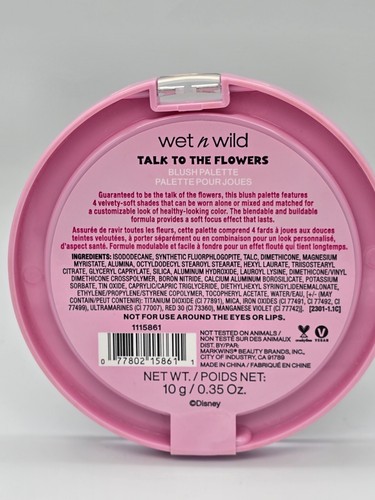 wet n wild
TALK TO THE FLOWERS
BLUSH PALETTE
PALETTE POUR JOUES
Guaranteed to be the talk of the flowers, this blush palette features
4 velvety-soft shades that can be worn alone or mixed and matched for
a customizable look of healthy-looking color. The blendable and buildable
formula provides a soft focus effect that lasts.
Assurée de ravir toutes les fleurs, cette palette comprend 4 fards à joues aux douces
teintes veloutées, à porter séparément ou en combinaison pour un look personnalisé,
d'aspect santé. Formule modulable et facile à fondre pour un effet flouté qui tient longtemps.
INGREDIENTS: ISODODECANE, SYNTHETIC FLUORPHLOGOPITE, TALC, DIMETHICONE, MAGNESIUM
MYRISTATE, ALUMINA, OCTYLDODECYL STEAROYL STEARATE, HEXYL LAURATE, TRIISOSTEARYL
CITRATE, GLYCERYL CAPRYLATE, SILICA, ALUMINUM HYDROXIDE, LAUROYL LYSINE, DIMETHICONE/VINYL
DIMETHICONE CROSSPOLYMER, BORON NITRIDE, CALCIUM ALUMINUM BOROSILICATE, POTASSIUM
SORBATE, TIN OXIDE, CAPRYLIC/CAPRIC TRIGLYCERIDE, DIETHYLHEXYL SYRINGYLIDENEMALONATE,
ETHYLENE/PROPYLENE/STYRENE COPOLYMER, TOCOPHERYL ACETATE, WATER/EAU, [+/- (MAY
CONTAIN/PEUT CONTENIR): TITANIUM DIOXIDE (CI 77891), MICA, IRON OXIDES (CI 77491, CI 77492, CI
77499), ULTRAMARINES (CI 77007), RED 30 (CI 73360), MANGANESE VIOLET (CI 77742)]. [2301-1.1C]
NOT FOR USE AROUND THE EYES OR LIPS.
1115861
0 77802 15861 1
NOT TESTED ON ANIMALS /
NON TESTÉ SUR DES ANIMAUX
DIST. BY/PAR:
MARKWINS® BEAUTY BRANDS, INC.,
CITY OF INDUSTRY, CA 91789
MADE IN CHINA / FABRIQUÉ EN CHINE
NET WT. / POIDS NET:
10 g / 0.35 Oz.
©Disney